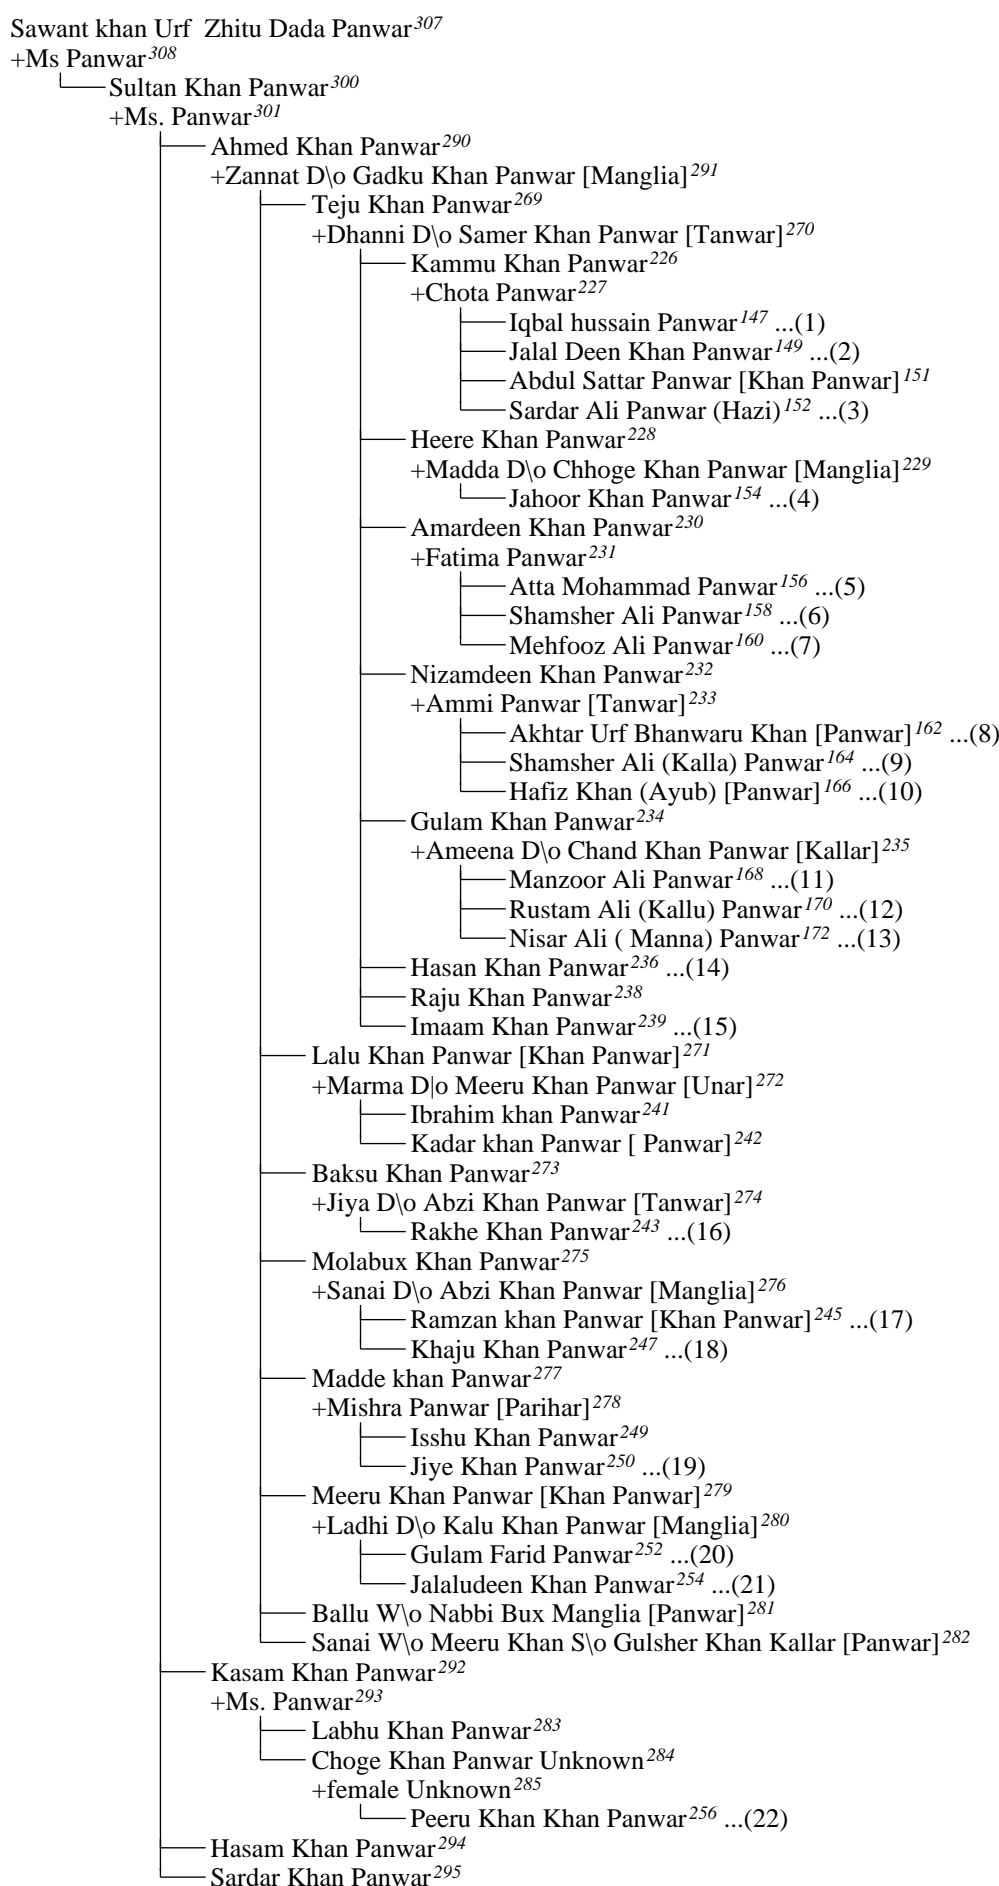 Sawant khan Urf  Zhitu Dada Panwar307
+Ms Panwar308
Sultan Khan Panwar300
+Ms. Panwar301
Ahmed Khan Panwar290
+Zannat D\o Gadku Khan Panwar [Manglia]291
Teju Khan Panwar269
+Dhanni D\o Samer Khan Panwar [Tanwar]270
Kammu Khan Panwar226
+Chota Panwar227
Iqbal hussain Panwar147 ...(1)
Jalal Deen Khan Panwar149 ...(2)
Abdul Sattar Panwar [Khan Panwar]151
Sardar Ali Panwar (Hazi)152 ...(3)
Heere Khan Panwar228
+Madda D\o Chhoge Khan Panwar [Manglia]229
Jahoor Khan Panwar154 ...(4)
Amardeen Khan Panwar230
+Fatima Panwar231
Atta Mohammad Panwar156 ...(5)
Shamsher Ali Panwar158 ...(6)
Mehfooz Ali Panwar160 ...(7)
Nizamdeen Khan Panwar232
+Ammi Panwar [Tanwar]233
Akhtar Urf Bhanwaru Khan [Panwar]162 ...(8)
Shamsher Ali (Kalla) Panwar164 ...(9)
Hafiz Khan (Ayub) [Panwar]166 ...(10)
Gulam Khan Panwar234
+Ameena D\o Chand Khan Panwar [Kallar]235
Manzoor Ali Panwar168 ...(11)
Rustam Ali (Kallu) Panwar170 ...(12)
Nisar Ali ( Manna) Panwar172 ...(13)
Hasan Khan Panwar236 ...(14)
Raju Khan Panwar238
Imaam Khan Panwar239 ...(15)
Lalu Khan Panwar [Khan Panwar]271
+Marma D|o Meeru Khan Panwar [Unar]272
Ibrahim khan Panwar241
Kadar khan Panwar [ Panwar]242
Baksu Khan Panwar273
+Jiya D\o Abzi Khan Panwar [Tanwar]274
Rakhe Khan Panwar243 ...(16)
Molabux Khan Panwar275
+Sanai D\o Abzi Khan Panwar [Manglia]276
Ramzan khan Panwar [Khan Panwar]245 ...(17)
Khaju Khan Panwar247 ...(18)
Madde khan Panwar277
+Mishra Panwar [Parihar]278
Isshu Khan Panwar249
Jiye Khan Panwar250 ...(19)
Meeru Khan Panwar [Khan Panwar]279
+Ladhi D\o Kalu Khan Panwar [Manglia]280
Gulam Farid Panwar252 ...(20)
Jalaludeen Khan Panwar254 ...(21)
Ballu W\o Nabbi Bux Manglia [Panwar]281
Sanai W\o Meeru Khan S\o Gulsher Khan Kallar [Panwar]282
Kasam Khan Panwar292
+Ms. Panwar293
Labhu Khan Panwar283
Choge Khan Panwar Unknown284
+female Unknown285
Peeru Khan Khan Panwar256 ...(22)
Hasam Khan Panwar294
Sardar Khan Panwar295